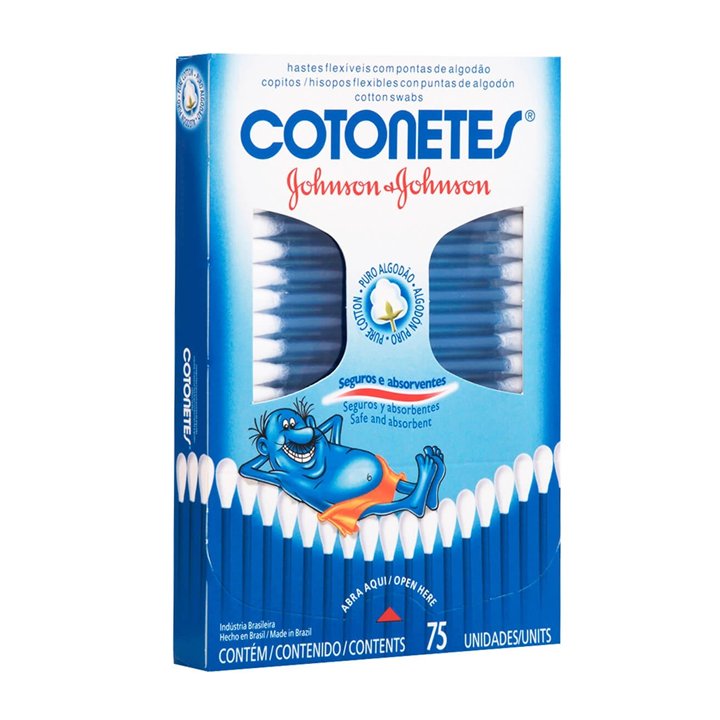 hastes flexíveis com pontas de algodão
copitos / hisopos flexibles con puntas de algodón
cotton swabs
COTONETES®
Johnson & Johnson
PURO ALGODÃO • ALGODÓN PURO • PURE COTTON •
Seguros e absorventes
Seguros y absorbentes
Safe and absorbent
COTONETES
ABRA AQUI / OPEN HERE
Indústria Brasileira
Hecho en Brasil / Made in Brazil
CONTÉM / CONTENIDO / CONTENTS 75 UNIDADES/UNITS